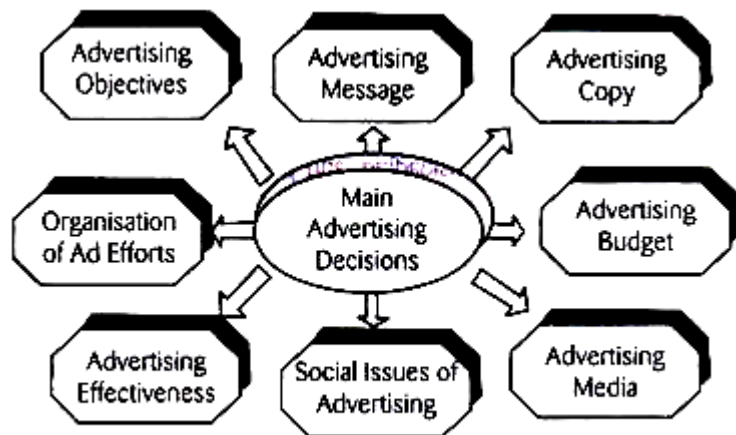 Advertising
Objectives
Advertising
Message
Advertising
Copy
Organisation
of Ad Efforts
Main
Advertising
Decisions
Advertising
Budget
Advertising
Effectiveness
Social Issues of
Advertising
Advertising
Media